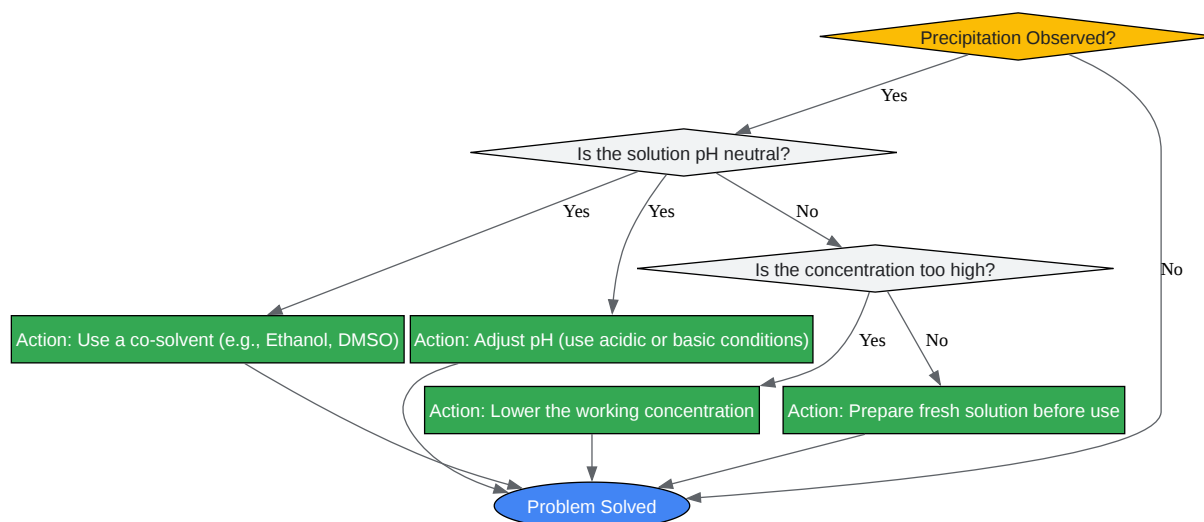 Precipitation Observed?
Yes
Is the solution pH neutral?
Yes
Yes
No
Is the concentration too high?
No
Action: Use a co-solvent (e.g., Ethanol, DMSO)
Action: Adjust pH (use acidic or basic conditions)
Yes
No
Action: Lower the working concentration
Action: Prepare fresh solution before use
Problem Solved